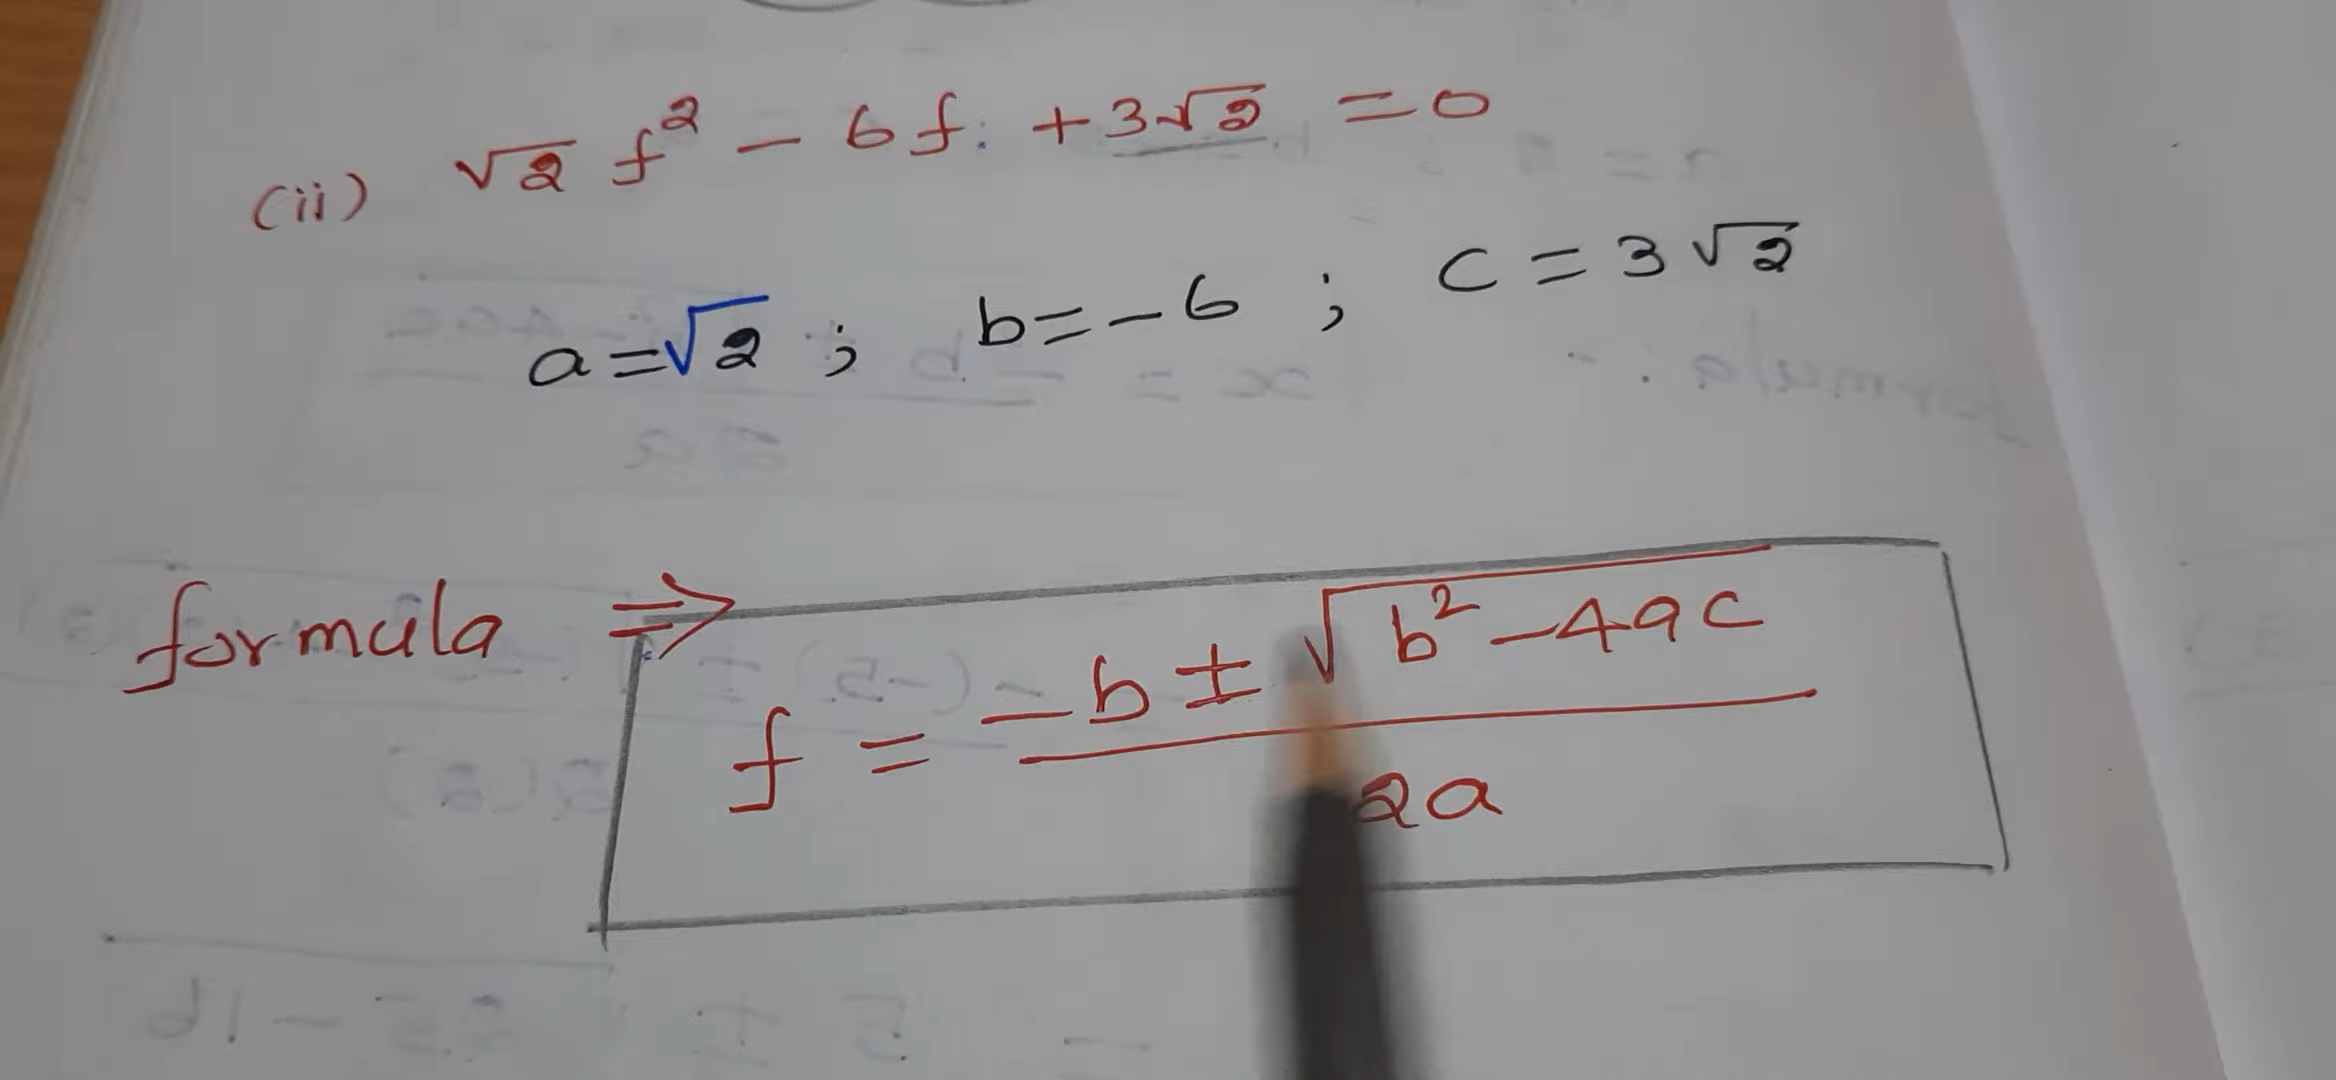 (ii) √2 f² - 6f + 3√2 = 0
a = √2 ; b = -6 ; c = 3√2
formula ⇒ f = -b ± √b² - 4ac / 2a